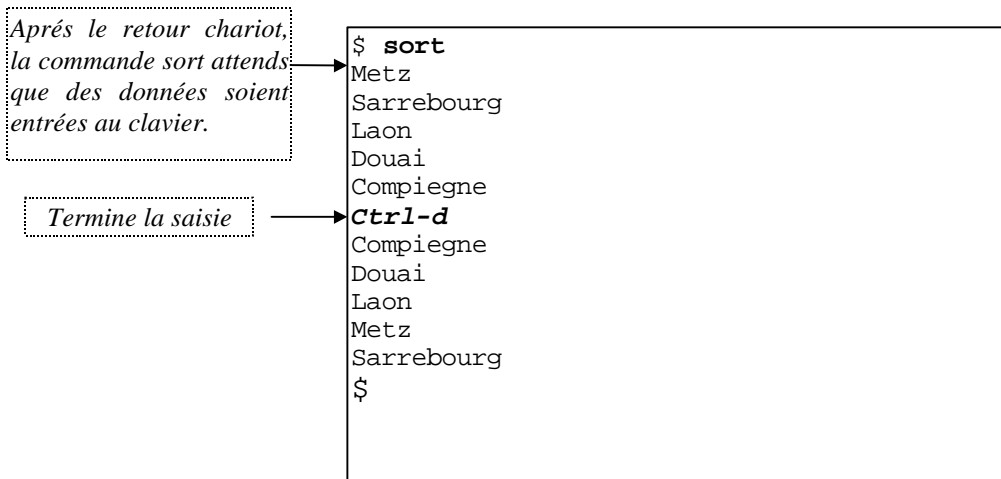 Aprés le retour chariot,
la commande sort attends
que des données soient
entrées au clavier.
Termine la saisie
$ sort
Metz
Sarrebourg
Laon
Douai
Compiegne
Ctrl-d
Compiegne
Douai
Laon
Metz
Sarrebourg
$